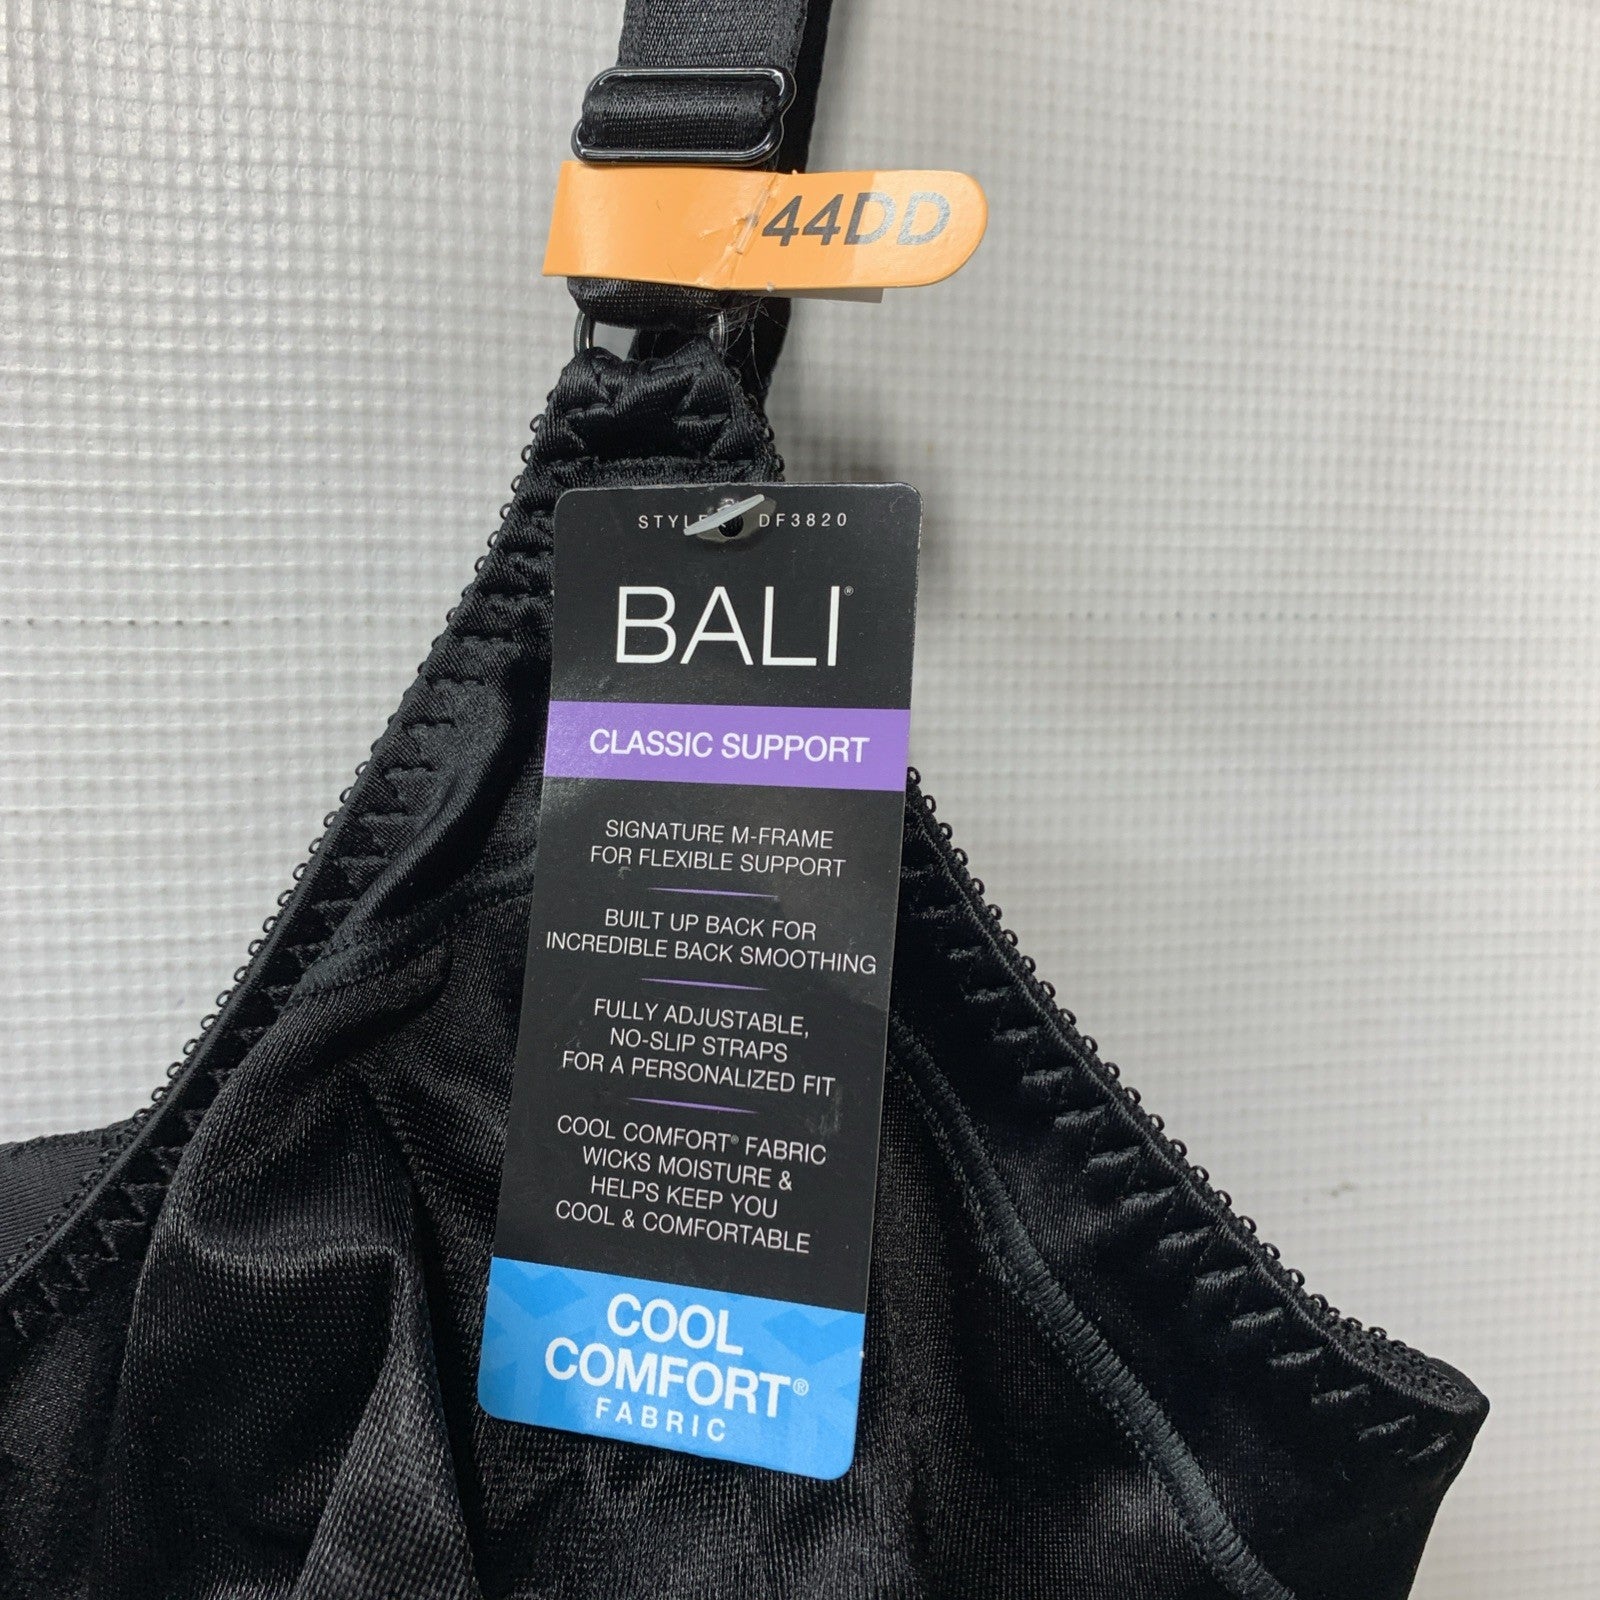 44DD
STYLE DF3820
BALI®
CLASSIC SUPPORT
SIGNATURE M-FRAME
FOR FLEXIBLE SUPPORT
BUILT UP BACK FOR
INCREDIBLE BACK SMOOTHING
FULLY ADJUSTABLE,
NO-SLIP STRAPS
FOR A PERSONALIZED FIT
COOL COMFORT® FABRIC
WICKS MOISTURE &
HELPS KEEP YOU
COOL & COMFORTABLE
COOL
COMFORT®
FABRIC